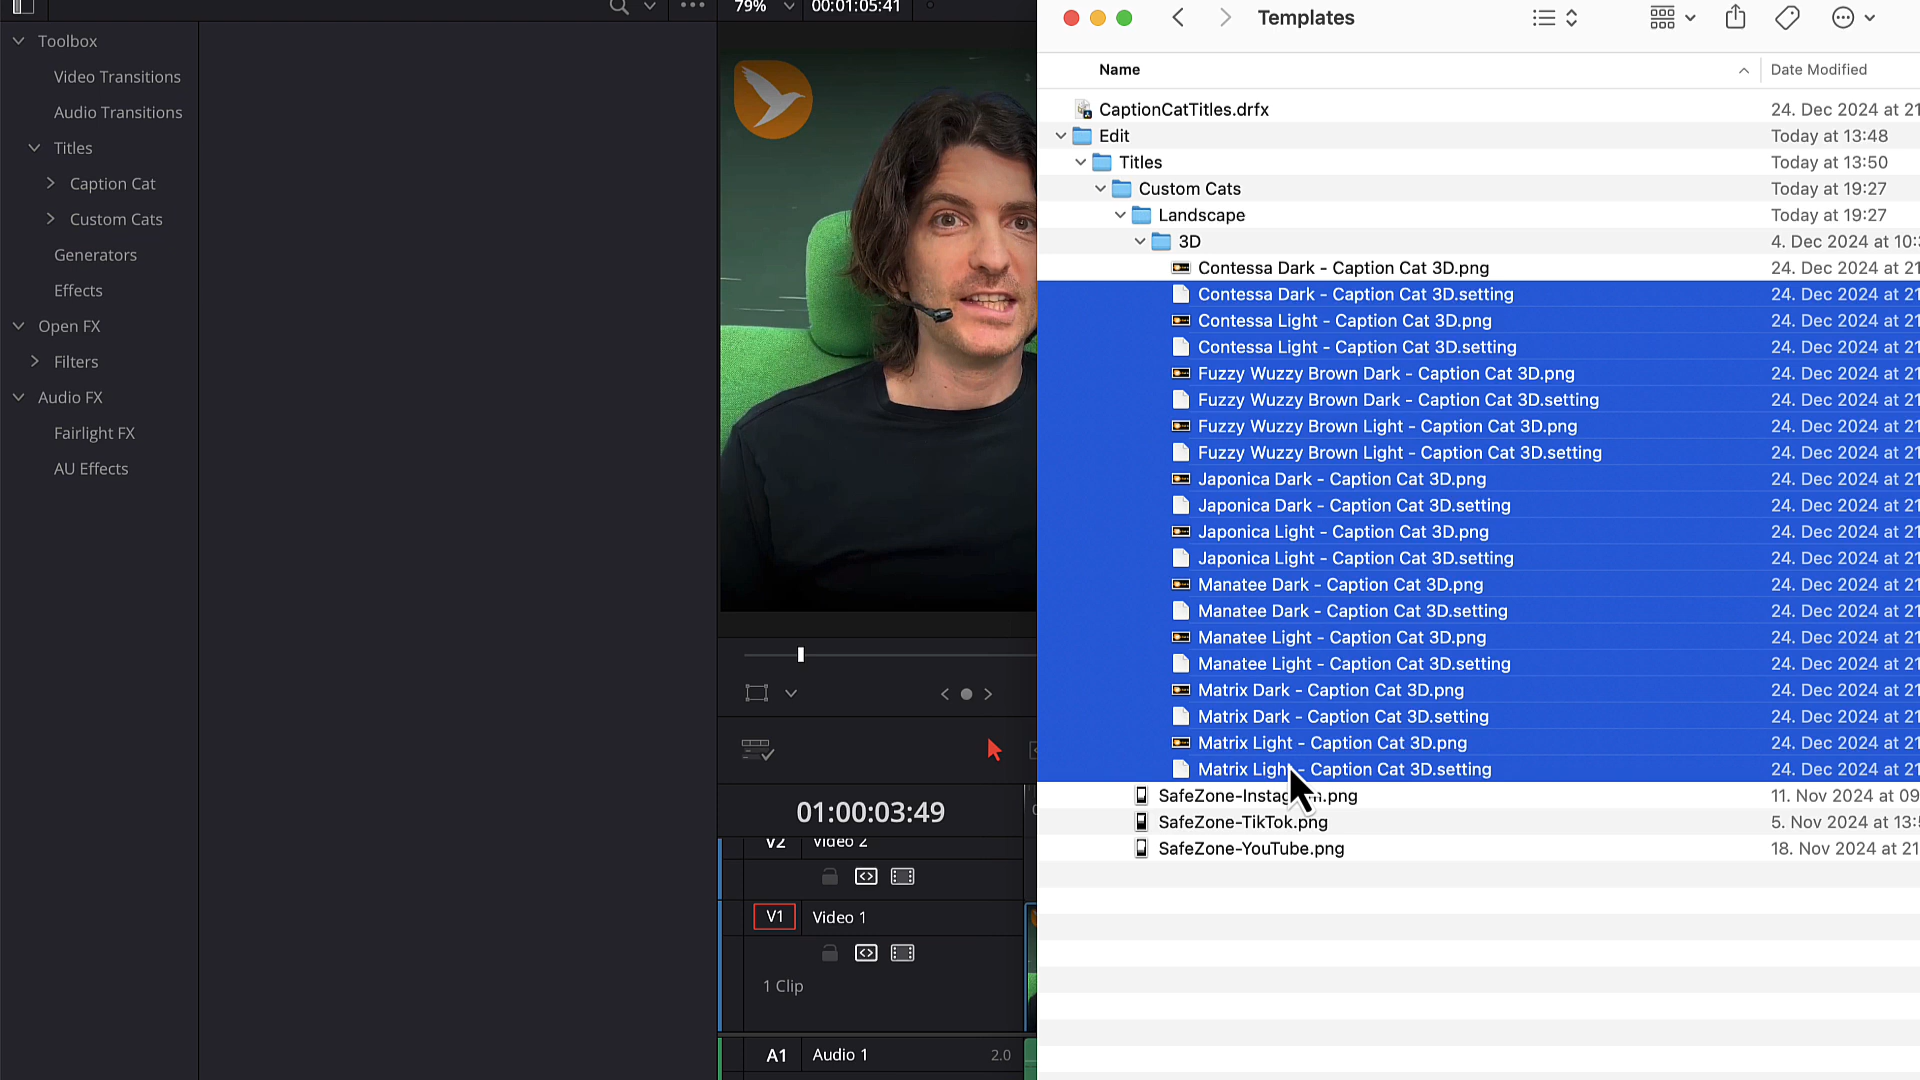 Toolbox
Video Transitions
Audio Transitions
Titles
Caption Cat
Custom Cats
Generators
Effects
Open FX
Filters
Audio FX
Fairlight FX
AU Effects
79%
00:01:05:41
01:00:03:49
V2 Video 2
V1 Video 1
1 Clip
A1 Audio 1 2.0
Templates
Name Date Modified
CaptionCatTitles.drfx 24. Dec 2024 at 21
Edit Today at 13:48
Titles Today at 13:50
Custom Cats Today at 19:27
Landscape Today at 19:27
3D 4. Dec 2024 at 10:
Contessa Dark - Caption Cat 3D.png 24. Dec 2024 at 21
Contessa Dark - Caption Cat 3D.setting 24. Dec 2024 at 21
Contessa Light - Caption Cat 3D.png 24. Dec 2024 at 21
Contessa Light - Caption Cat 3D.setting 24. Dec 2024 at 21
Fuzzy Wuzzy Brown Dark - Caption Cat 3D.png 24. Dec 2024 at 21
Fuzzy Wuzzy Brown Dark - Caption Cat 3D.setting 24. Dec 2024 at 21
Fuzzy Wuzzy Brown Light - Caption Cat 3D.png 24. Dec 2024 at 21
Fuzzy Wuzzy Brown Light - Caption Cat 3D.setting 24. Dec 2024 at 21
Japonica Dark - Caption Cat 3D.png 24. Dec 2024 at 21
Japonica Dark - Caption Cat 3D.setting 24. Dec 2024 at 21
Japonica Light - Caption Cat 3D.png 24. Dec 2024 at 21
Japonica Light - Caption Cat 3D.setting 24. Dec 2024 at 21
Manatee Dark - Caption Cat 3D.png 24. Dec 2024 at 21
Manatee Dark - Caption Cat 3D.setting 24. Dec 2024 at 21
Manatee Light - Caption Cat 3D.png 24. Dec 2024 at 21
Manatee Light - Caption Cat 3D.setting 24. Dec 2024 at 21
Matrix Dark - Caption Cat 3D.png 24. Dec 2024 at 21
Matrix Dark - Caption Cat 3D.setting 24. Dec 2024 at 21
Matrix Light - Caption Cat 3D.png 24. Dec 2024 at 21
Matrix Light - Caption Cat 3D.setting 24. Dec 2024 at 21
11. Nov 2024 at 09
SafeZone-TikTok.png 5. Nov 2024 at 13:
SafeZone-YouTube.png 18. Nov 2024 at 21